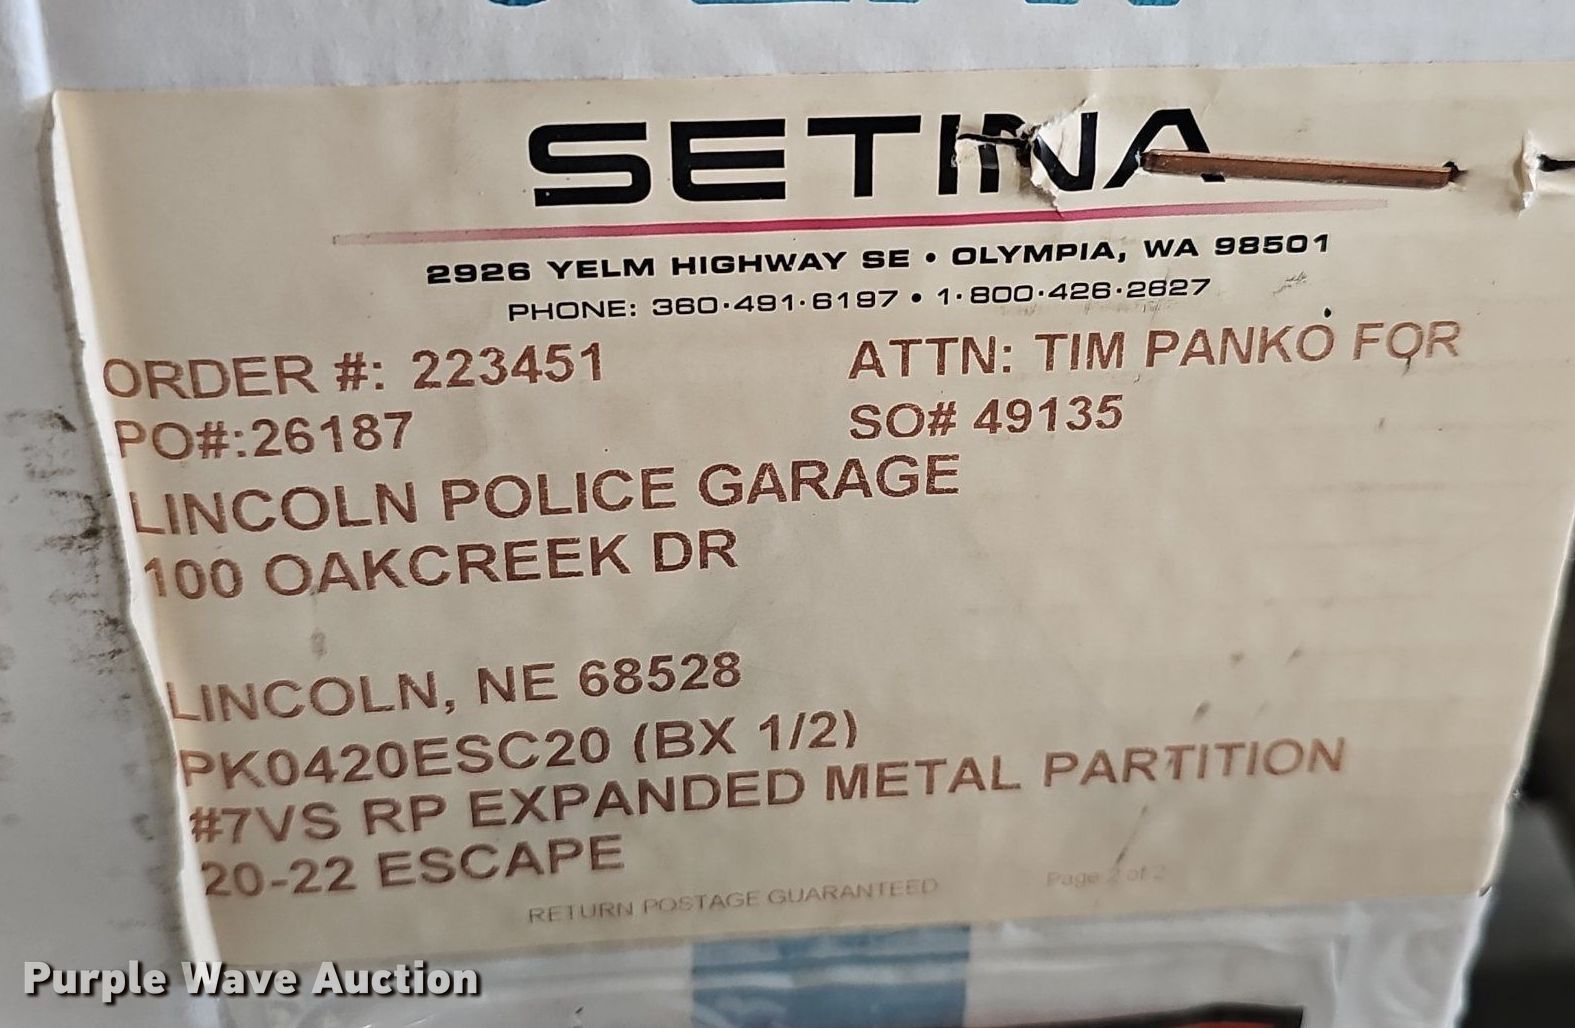 SETINA
2926 YELM HIGHWAY SE • OLYMPIA, WA 98501
PHONE: 360·491·6197 • 1·800·426·2627
ORDER #: 223451
ATTN: TIM PANKO FOR
PO#:26187
SO# 49135
LINCOLN POLICE GARAGE
100 OAKCREEK DR
LINCOLN, NE 68528
PK0420ESC20 (BX 1/2)
#7VS RP EXPANDED METAL PARTITION
20-22 ESCAPE
RETURN POSTAGE GUARANTEED
Page 2 of 2
Purple Wave Auction